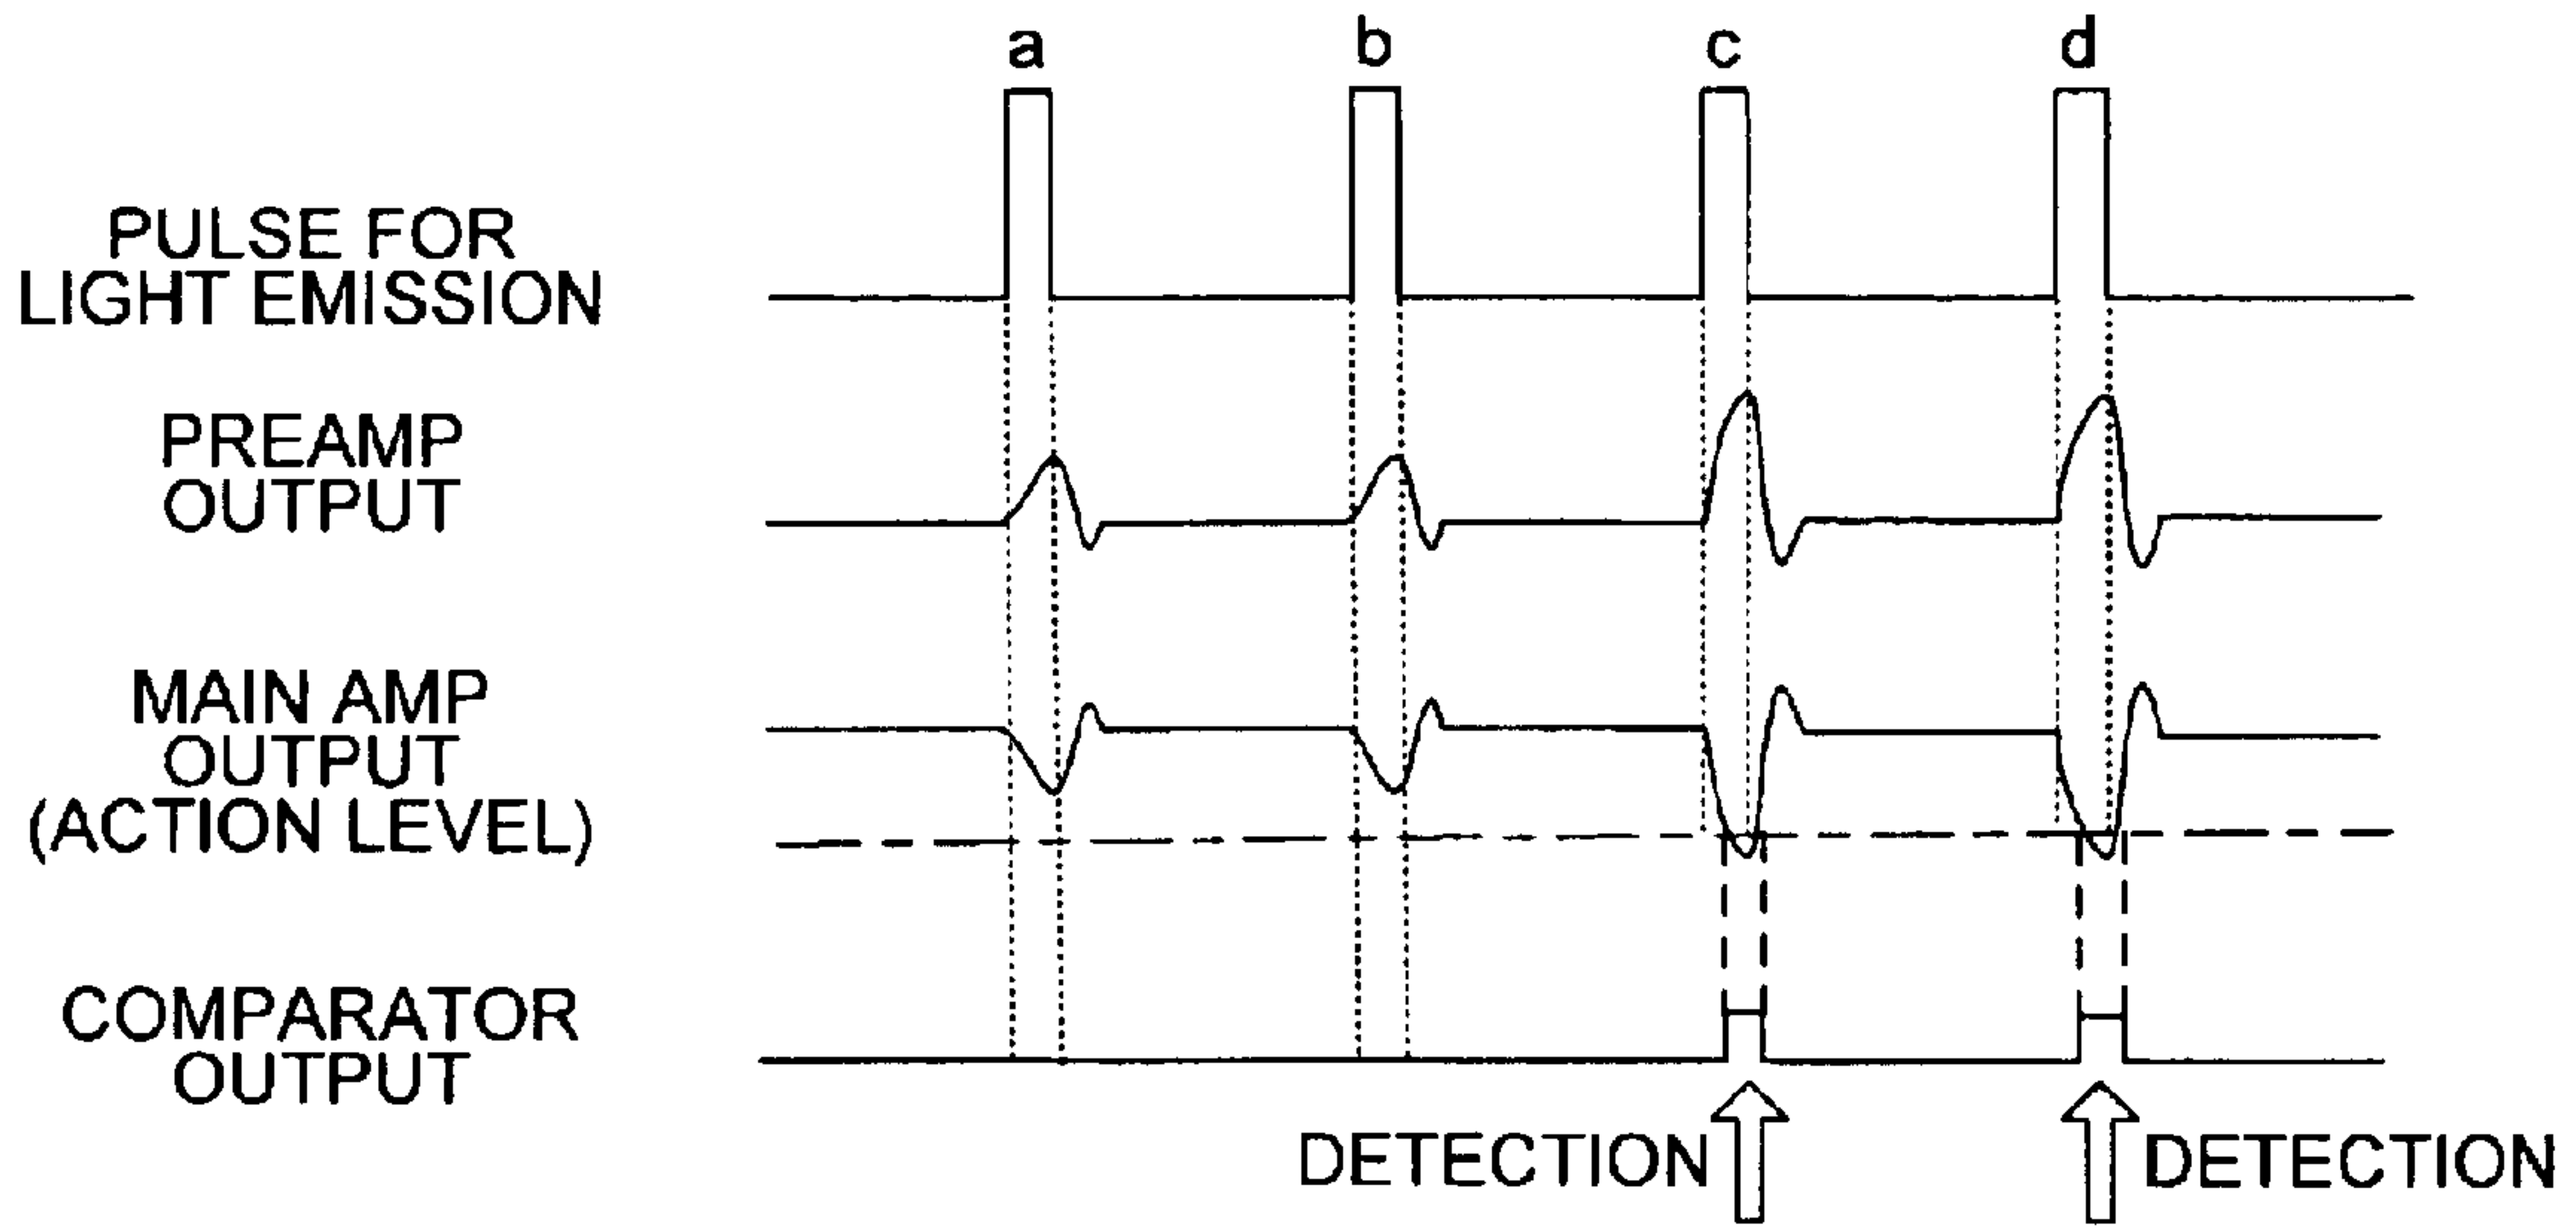 a b c d
PULSE FOR
LIGHT EMISSION
PREAMP
OUTPUT
MAIN AMP
OUTPUT
(ACTION LEVEL)
COMPARATOR
OUTPUT
DETECTION DETECTION